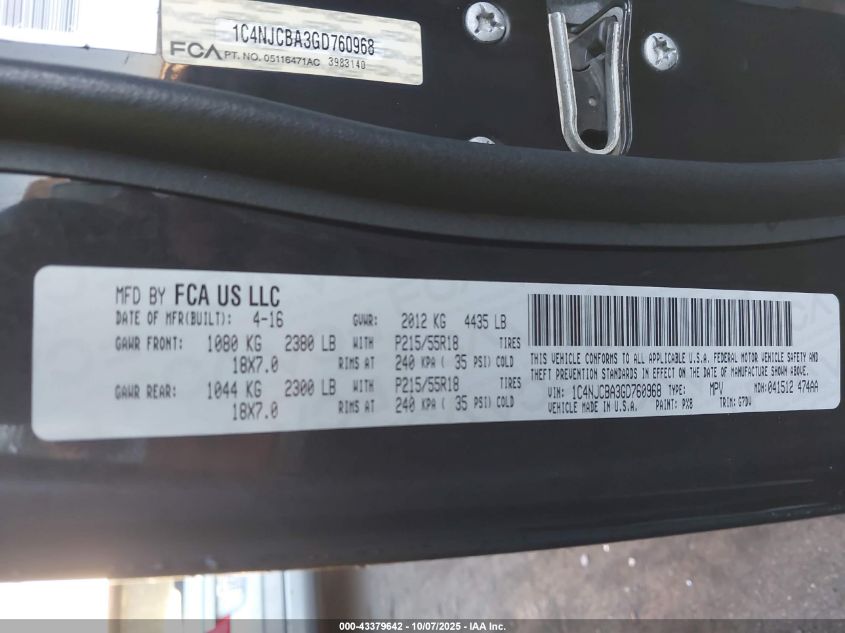 1C4NJCBA3GD760968
FCA PT. NO. 05116471AC 3983140
MFD BY FCA US LLC
DATE OF MFR(BUILT): 4-16 GVWR: 2012 KG 4435 LB
GAWR FRONT: 1080 KG 2380 LB WITH P215/55R18 TIRES
18X7.0 RIMS AT 240 KPA ( 35 PSI) COLD
GAWR REAR: 1044 KG 2300 LB WITH P215/55R18 TIRES
18X7.0 RIMS AT 240 KPA ( 35 PSI) COLD
THIS VEHICLE CONFORMS TO ALL APPLICABLE U.S.A. FEDERAL MOTOR VEHICLE SAFETY AND
THEFT PREVENTION STANDARDS IN EFFECT ON THE DATE OF MANUFACTURE SHOWN ABOVE.
VIN: 1C4NJCBA3GD760968 TYPE: MPV MDH: 041512 474AA
VEHICLE MADE IN U.S.A. PAINT: PX8 TRIM: G7DV
000-43379642 - 10/07/2025 - IAA Inc.